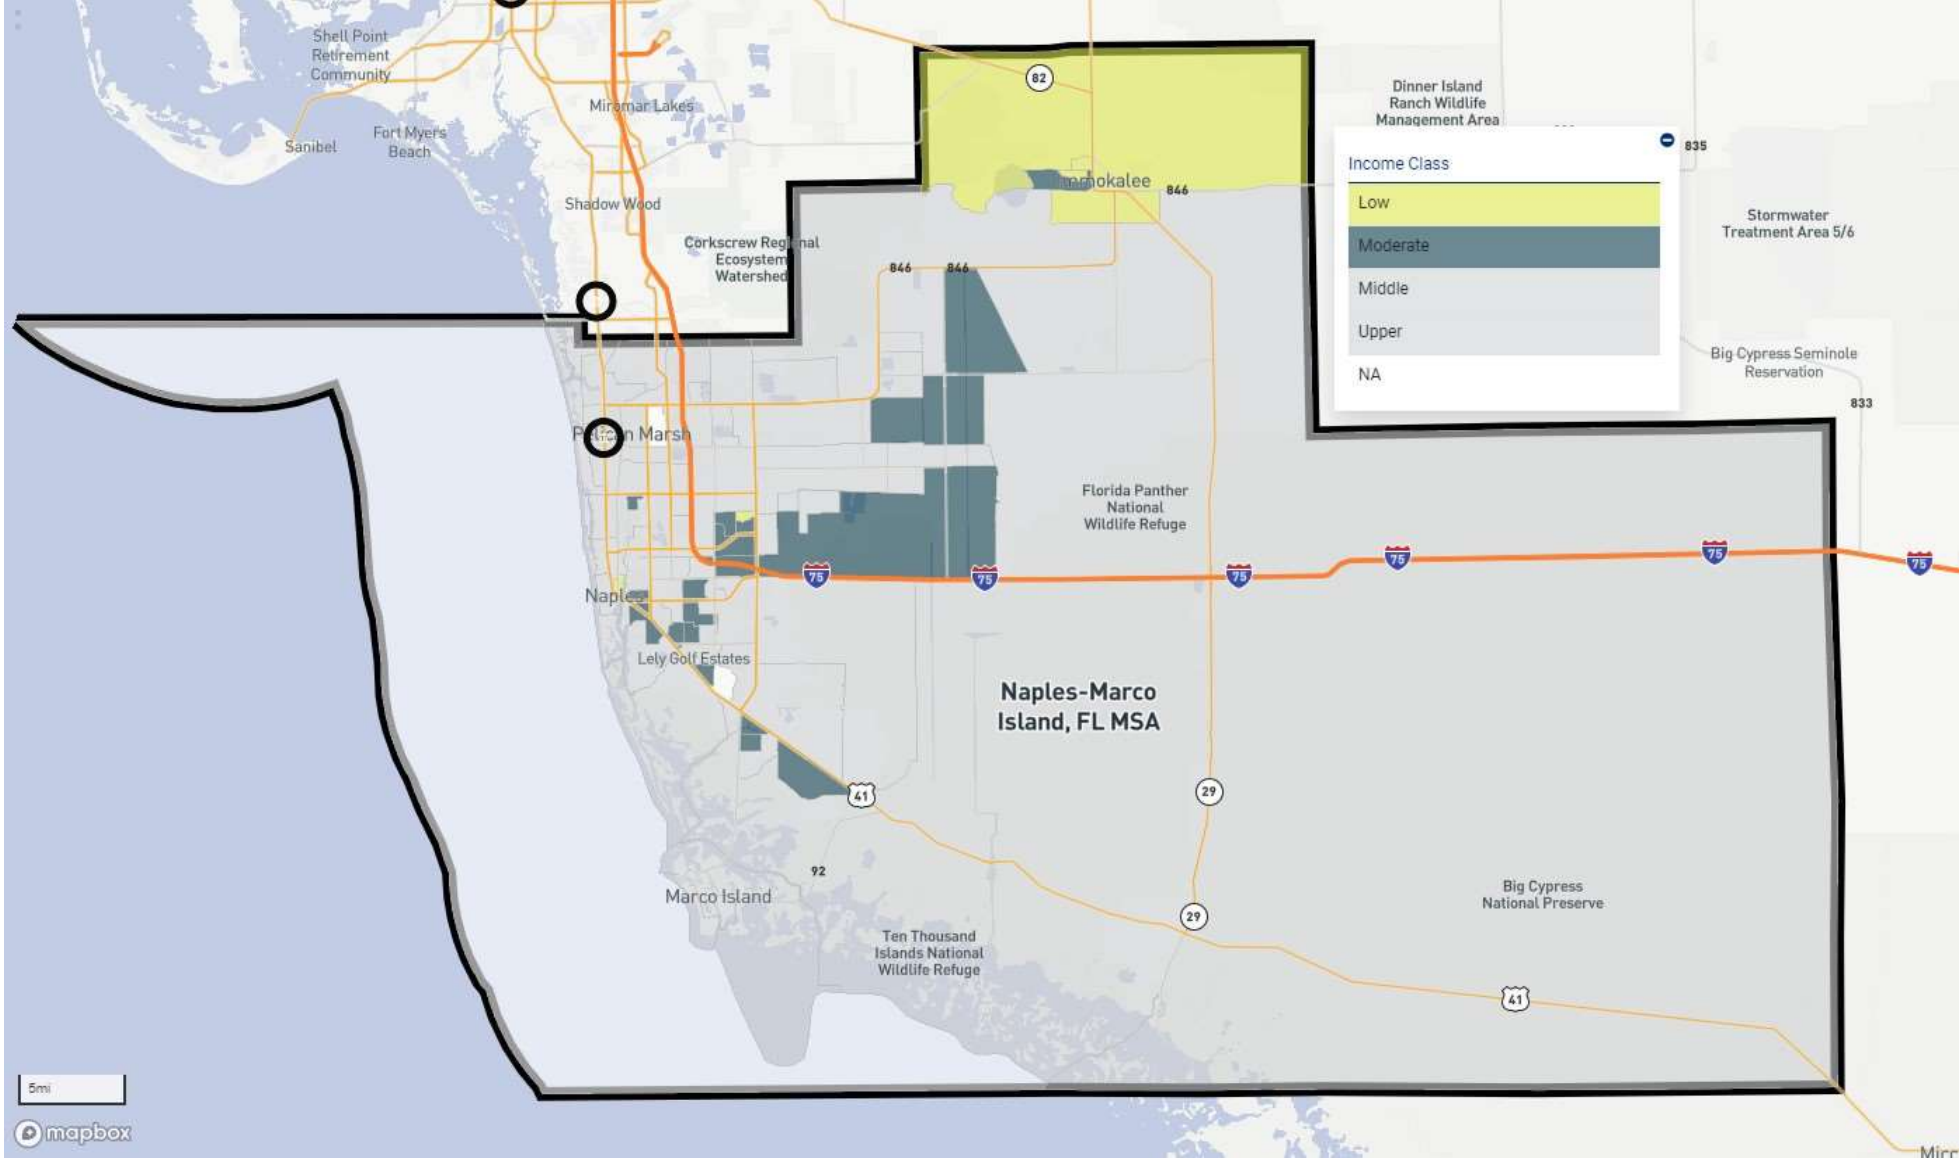 Shell Point
Retirement
Community
82
Dinner Island
Ranch Wildlife
Management Area
Miromar Lakes
Fort Myers
Beach
Sanibel
835
Income Class
Low
Moderate
Middle
Upper
NA
846
Shadow Wood
Stormwater
Treatment Area 5/6
Corkscrew Regional
Ecosystem
Watershed
846
846
Big Cypress Seminole
Reservation
833
Pelican Marsh
Florida Panther
National
Wildlife Refuge
75
75
75
75
75
75
Naples
Lely Golf Estates
Naples-Marco
Island, FL MSA
41
29
92
Marco Island
Big Cypress
National Preserve
29
Ten Thousand
Islands National
Wildlife Refuge
41
5mi
mapbox